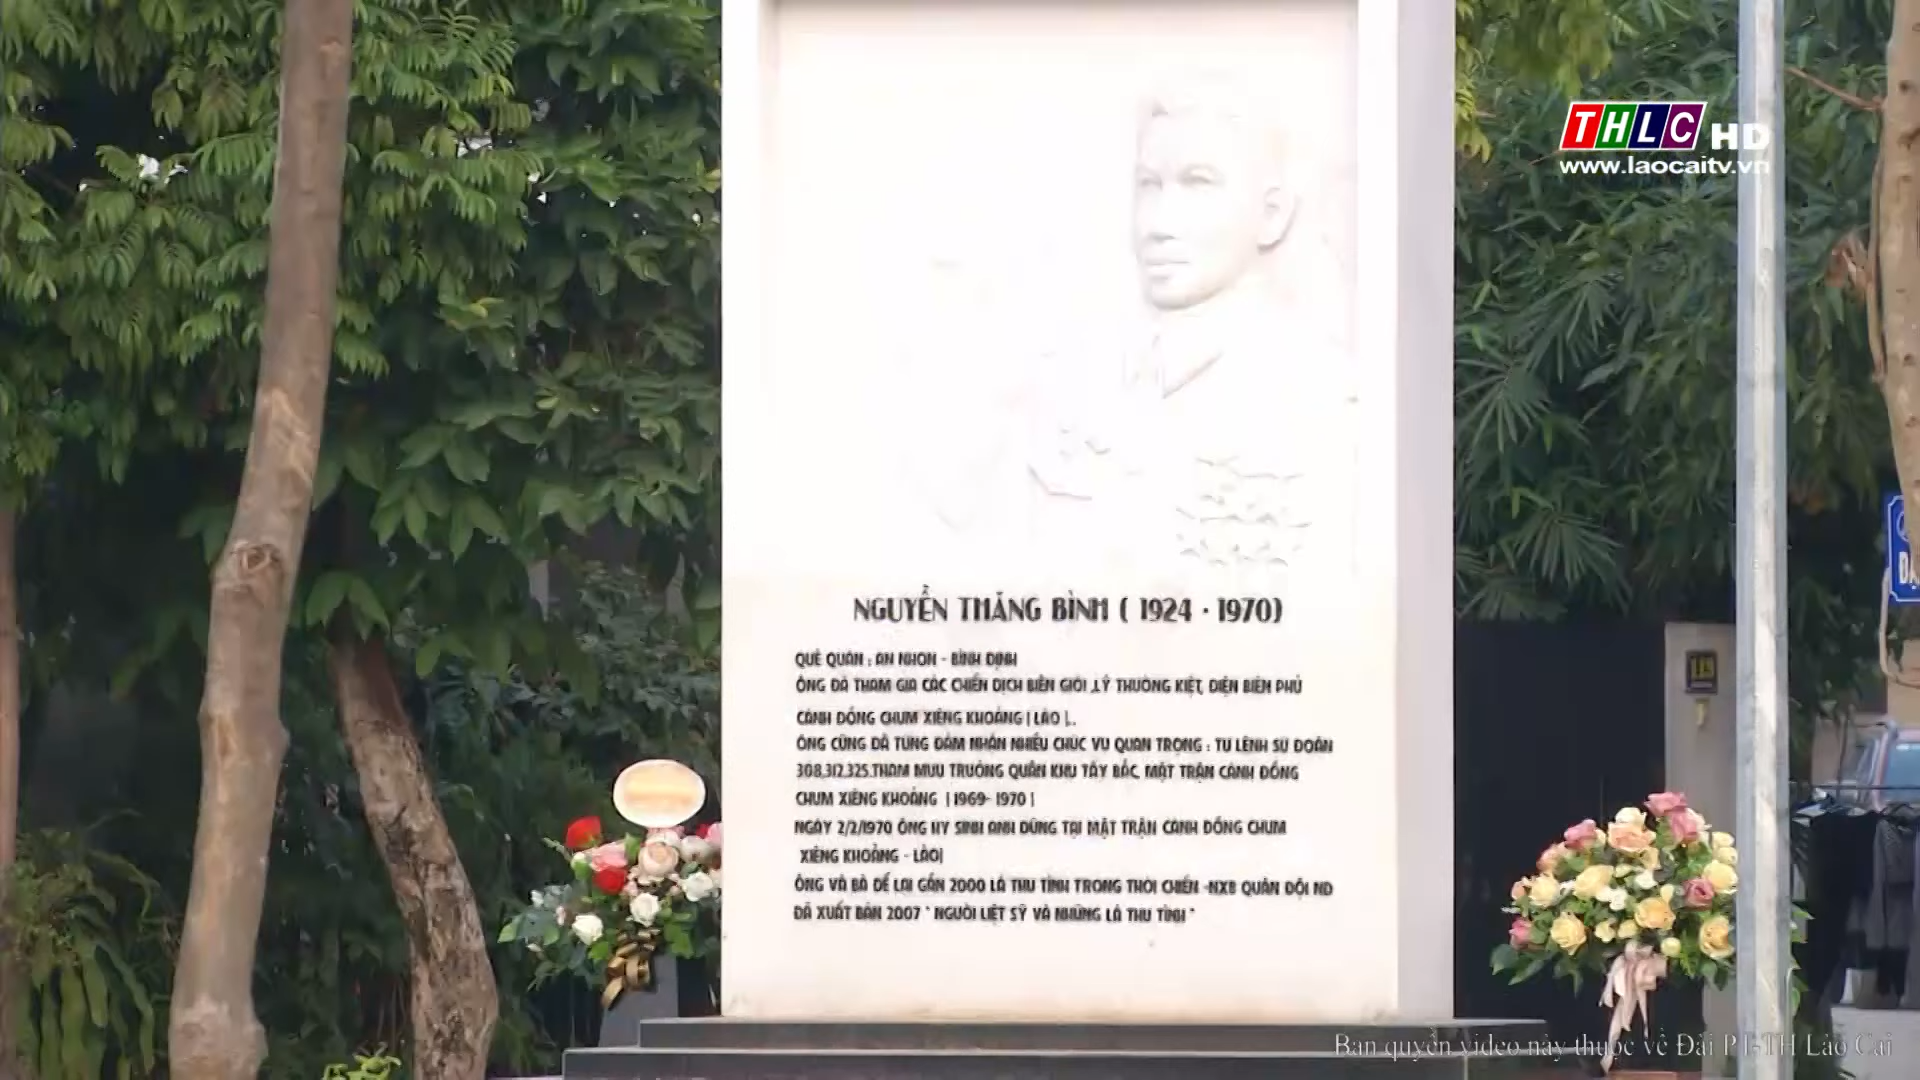 THLC HD
www.laocaitv.vn
NGUYỄN THĂNG BÌNH ( 1924 - 1970)
QUÊ QUÁN : AN NHƠN - BÌNH ĐỊNH
ÔNG ĐÃ THAM GIA CÁC CHIẾN DỊCH BIÊN GIỚI ,LÝ THƯỜNG KIỆT, ĐIỆN BIÊN PHỦ
CÁNH ĐỒNG CHUM XIÊNG KHOẢNG ( LÀO )..
ÔNG CŨNG ĐÃ TỪNG ĐẢM NHẬN NHIỀU CHỨC VỤ QUAN TRỌNG : TƯ LỆNH SƯ ĐOÀN
308,312,325.THAM MƯU TRƯỞNG QUÂN KHU TÂY BẮC, MẶT TRẬN CÁNH ĐỒNG
CHUM XIÊNG KHOẢNG ( 1969- 1970 )
NGÀY 2/2/1970 ÔNG HY SINH ANH DŨNG TẠI MẶT TRẬN CÁNH ĐỒNG CHUM
XIÊNG KHOẢNG - LÀO)
ÔNG VÀ BÀ ĐỂ LẠI GẦN 2000 LÁ THƯ TÌNH TRONG THỜI CHIẾN -NXB QUÂN ĐỘI ND
ĐÃ XUẤT BẢN 2007 " NGƯỜI LIỆT SỸ VÀ NHỮNG LÁ THƯ TÌNH "
Bản quyền video này thuộc về Đài PT-TH Lào Cai